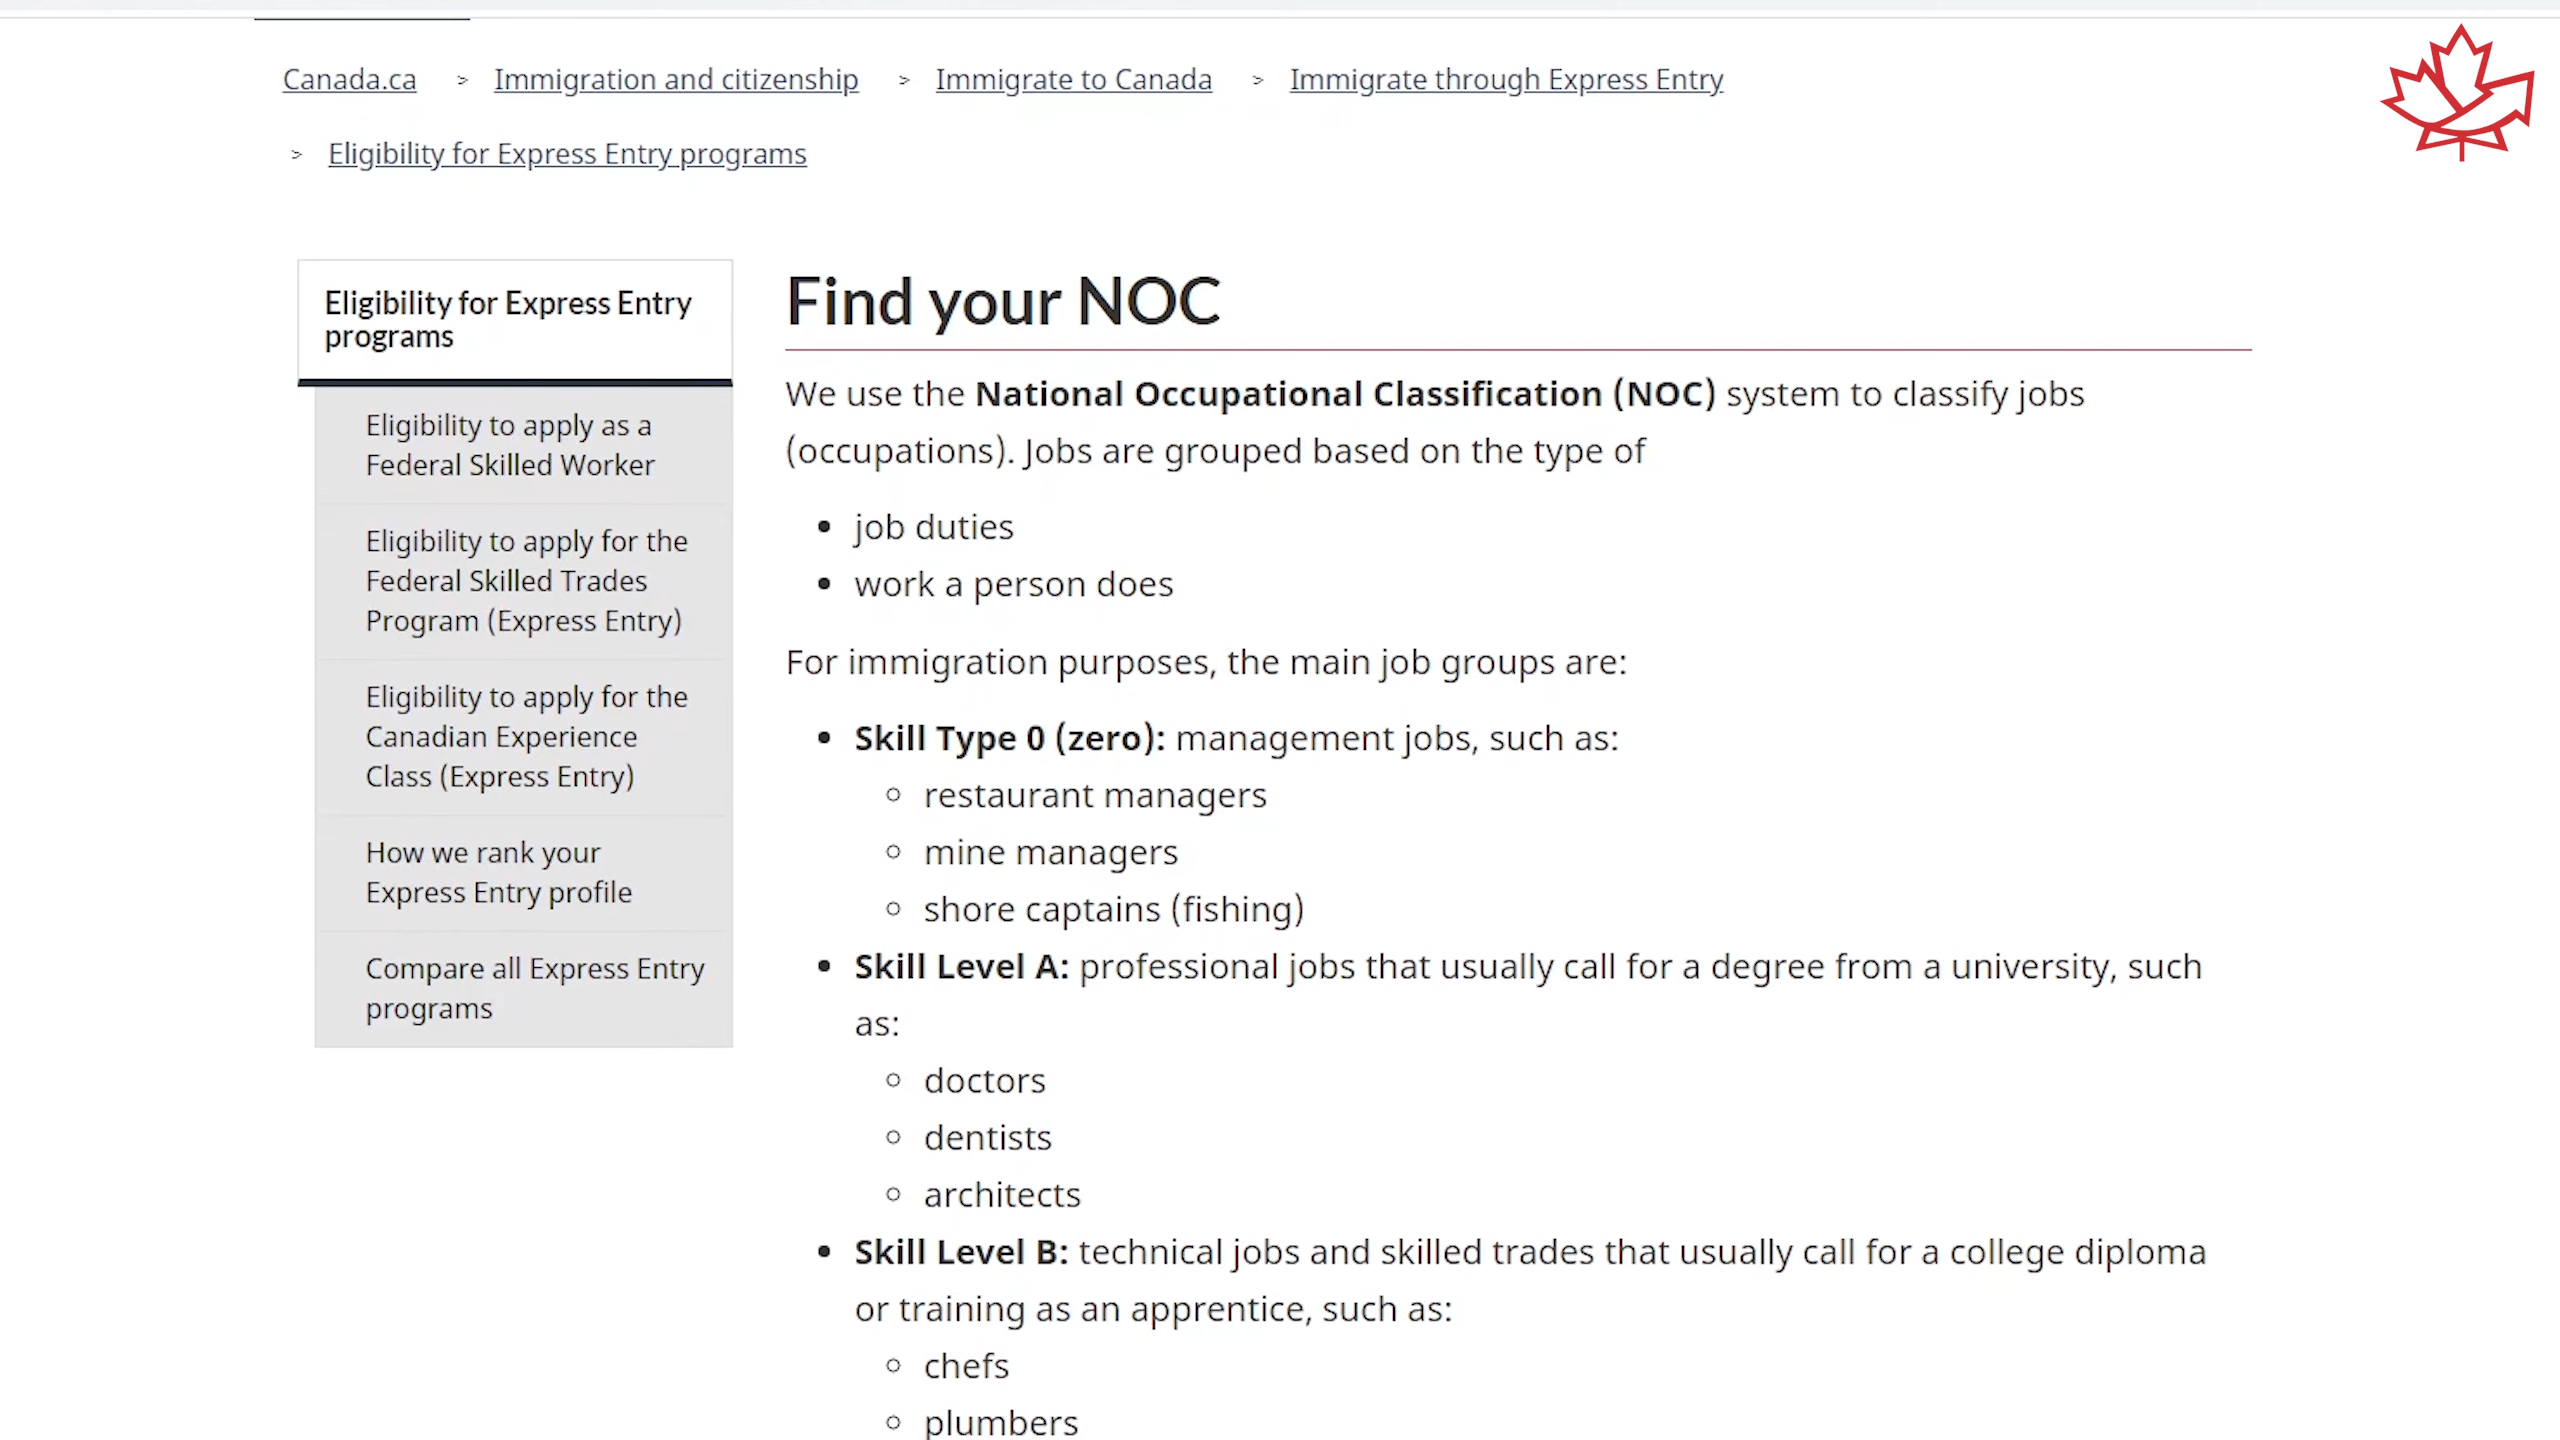 Canada.ca > Immigration and citizenship > Immigrate to Canada > Immigrate through Express Entry
> Eligibility for Express Entry programs
Eligibility for Express Entry
programs
Eligibility to apply as a
Federal Skilled Worker
Eligibility to apply for the
Federal Skilled Trades
Program (Express Entry)
Eligibility to apply for the
Canadian Experience
Class (Express Entry)
How we rank your
Express Entry profile
Compare all Express Entry
programs
Find your NOC
We use the National Occupational Classification (NOC) system to classify jobs
(occupations). Jobs are grouped based on the type of
• job duties
• work a person does
For immigration purposes, the main job groups are:
• Skill Type 0 (zero): management jobs, such as:
○ restaurant managers
○ mine managers
○ shore captains (fishing)
• Skill Level A: professional jobs that usually call for a degree from a university, such
as:
○ doctors
○ dentists
○ architects
• Skill Level B: technical jobs and skilled trades that usually call for a college diploma
or training as an apprentice, such as:
○ chefs
○ plumbers